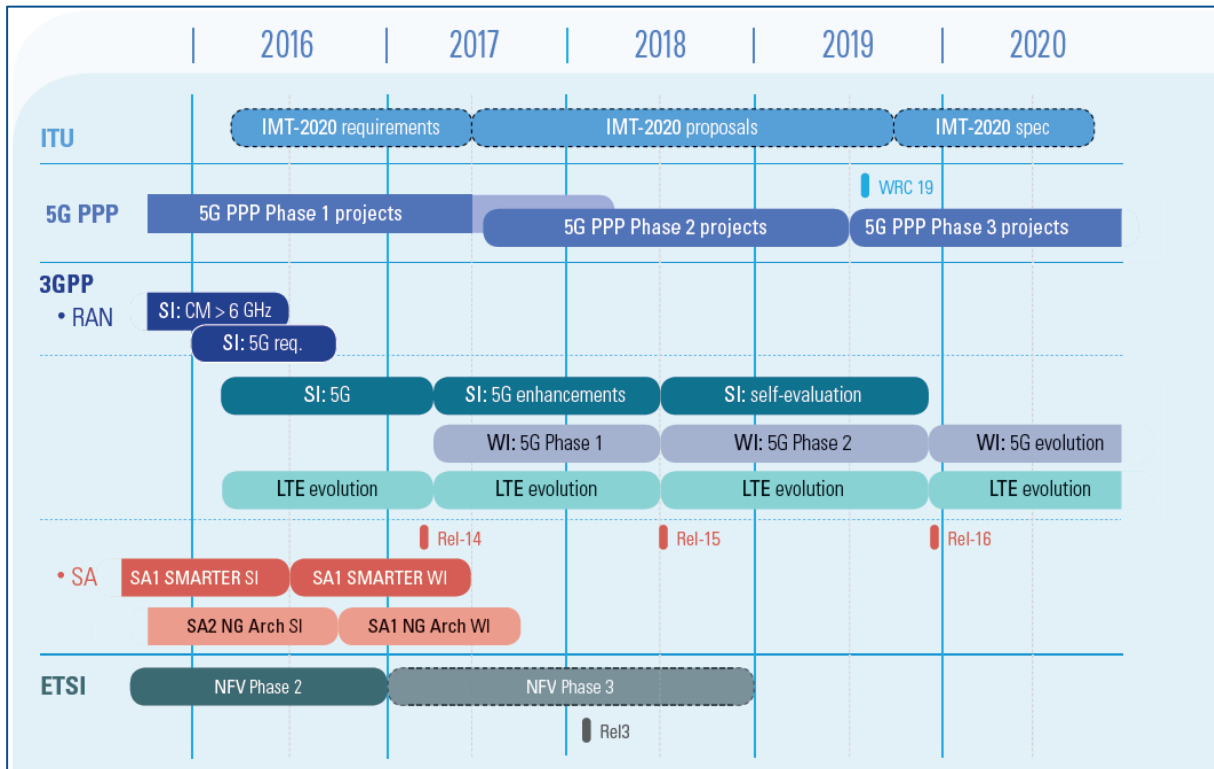 2016 2017 2018 2019 2020
ITU
IMT-2020 requirements
IMT-2020 proposals
IMT-2020 spec
WRC 19
5G PPP
5G PPP Phase 1 projects
5G PPP Phase 2 projects
5G PPP Phase 3 projects
3GPP
• RAN
SI: CM > 6 GHz
SI: 5G req.
SI: 5G
SI: 5G enhancements
SI: self-evaluation
WI: 5G Phase 1
WI: 5G Phase 2
WI: 5G evolution
LTE evolution
LTE evolution
LTE evolution
LTE evolution
Rel-14
Rel-15
Rel-16
• SA
SA1 SMARTER SI
SA1 SMARTER WI
SA2 NG Arch SI
SA1 NG Arch WI
ETSI
NFV Phase 2
NFV Phase 3
Rel3